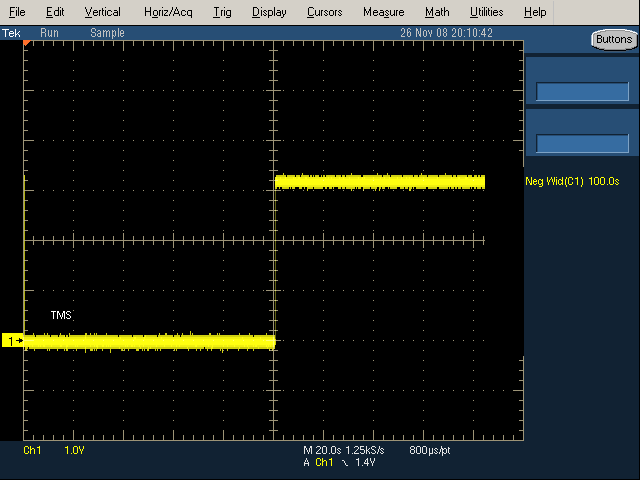 File Edit Vertical Horiz/Acq Trig Display Cursors Measure Math Utilities Help
Tek Run Sample 26 Nov 08 20:10:42 Buttons
Neg Wid(C1) 100.0s
TMS
1
Ch1 1.0V M 20.0s 1.25kS/s 800µs/pt
A Ch1 1.4V